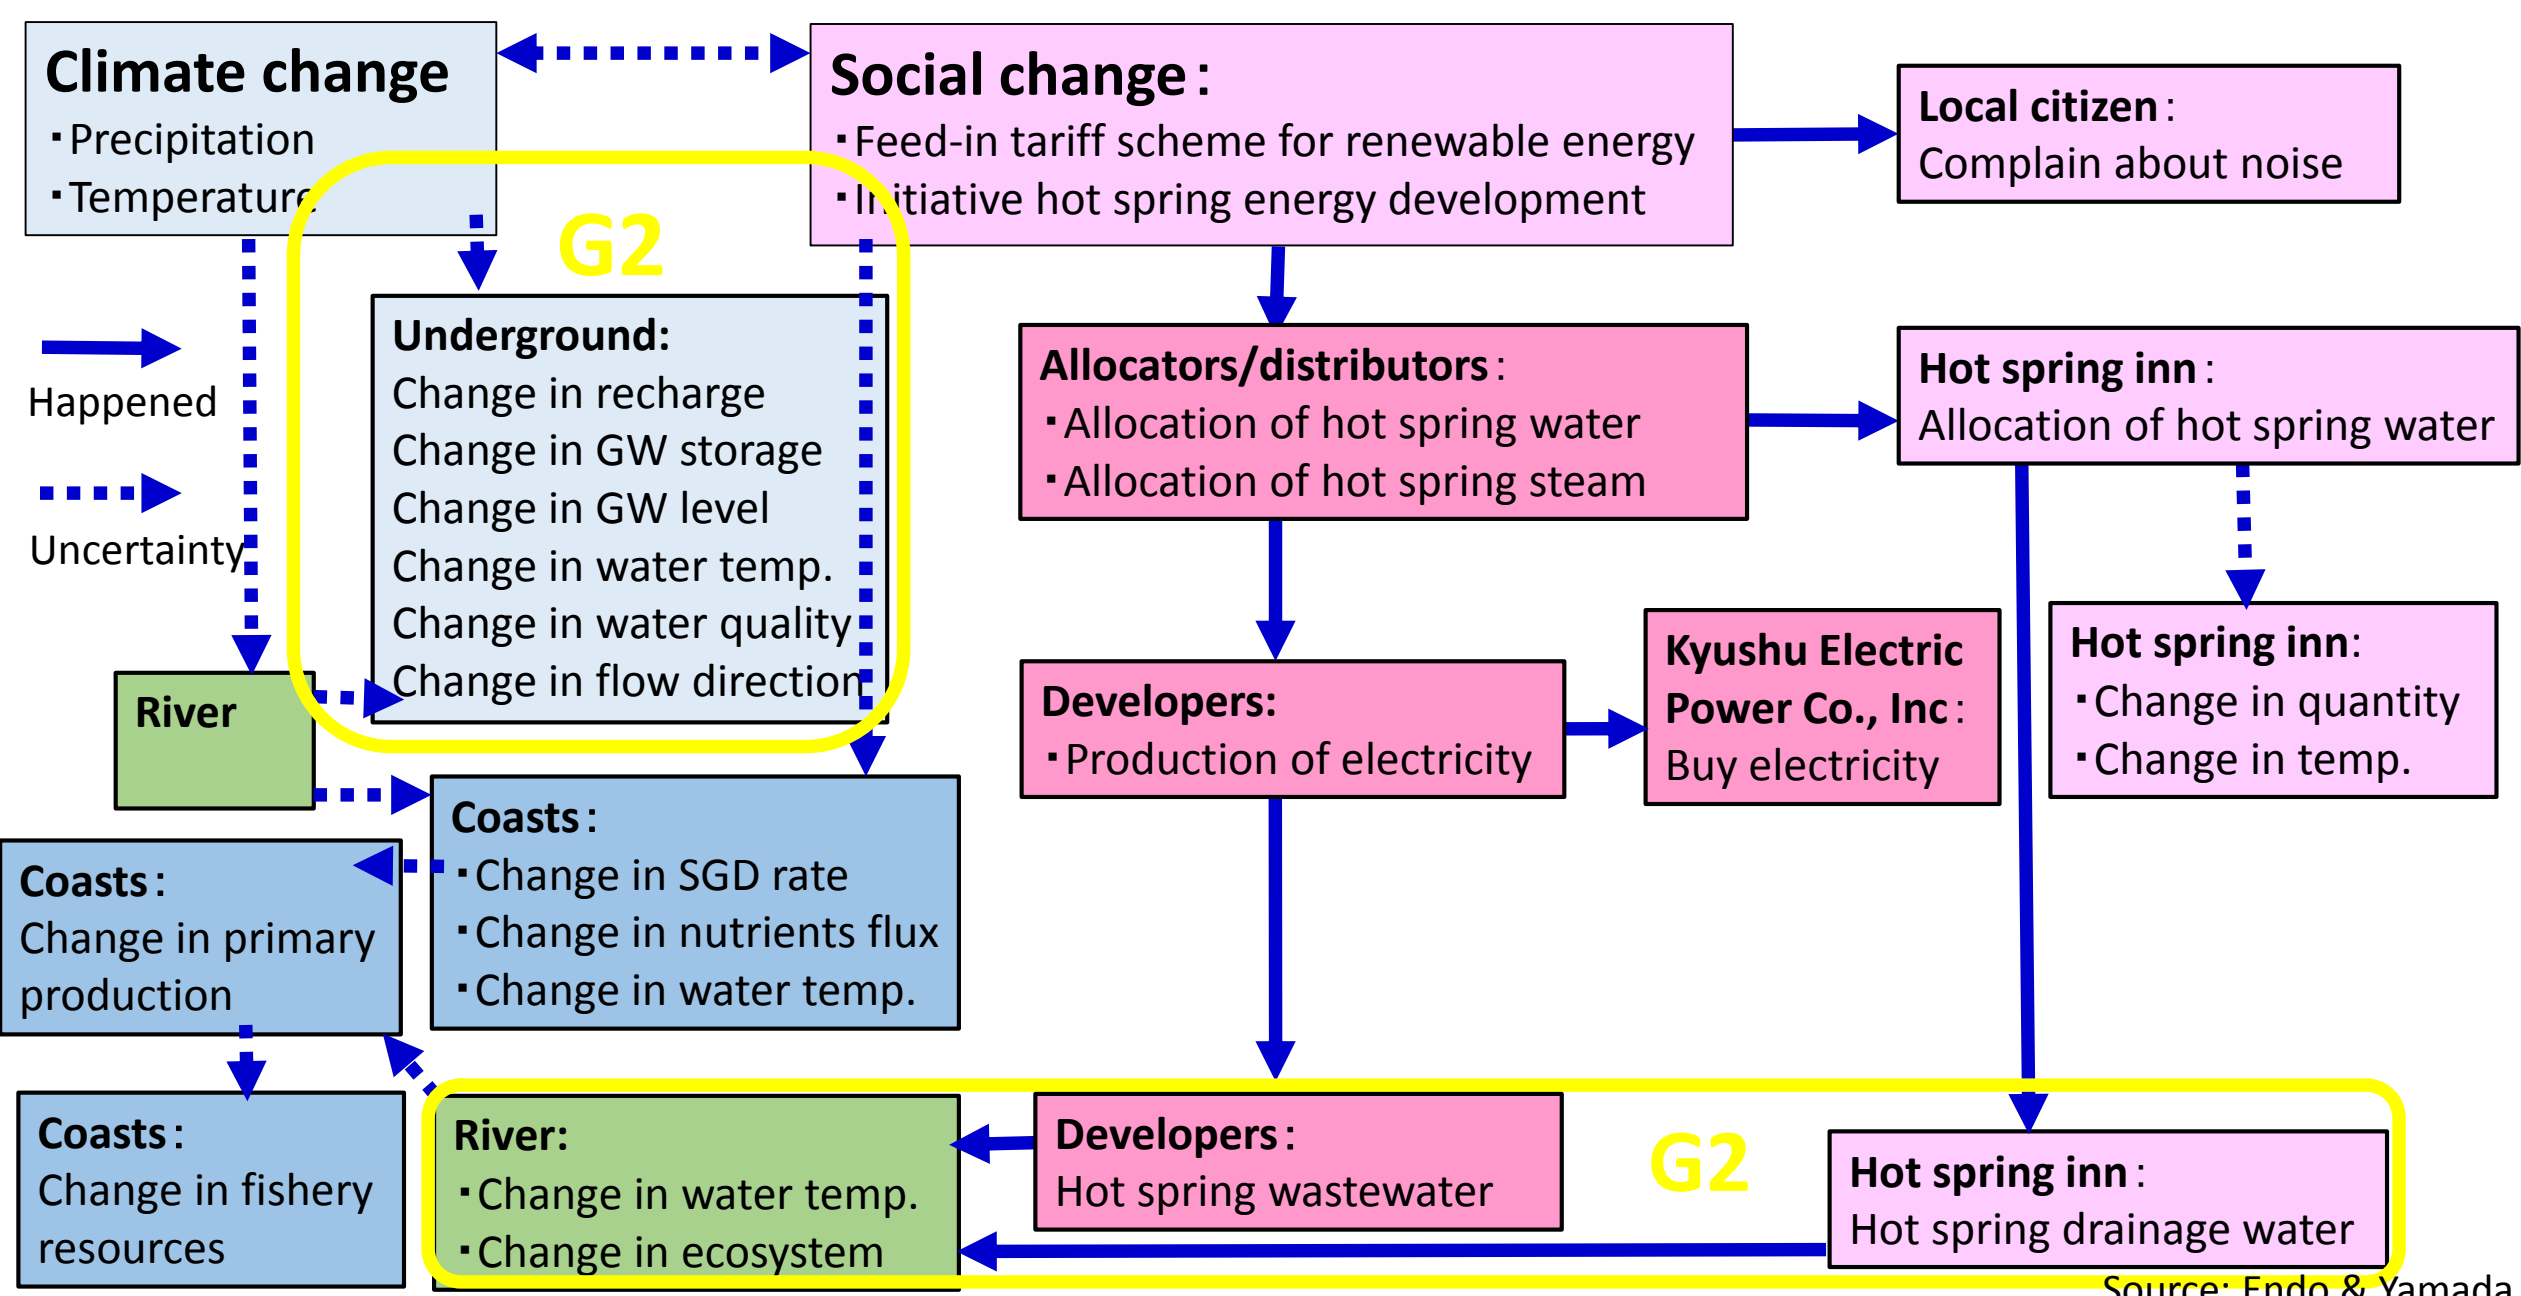 Climate change
・Precipitation
・Temperature
Social change：
・Feed-in tariff scheme for renewable energy
・Initiative hot spring energy development
Local citizen：
Complain about noise
G2
Happened
Uncertainty
Underground:
Change in recharge
Change in GW storage
Change in GW level
Change in water temp.
Change in water quality
Change in flow direction
Allocators/distributors：
・Allocation of hot spring water
・Allocation of hot spring steam
Hot spring inn：
Allocation of hot spring water
River
Developers:
・Production of electricity
Kyushu Electric
Power Co., Inc：
Buy electricity
Hot spring inn:
・Change in quantity
・Change in temp.
Coasts：
・Change in SGD rate
・Change in nutrients flux
・Change in water temp.
Coasts：
Change in primary
production
Coasts：
Change in fishery
resources
River:
・Change in water temp.
・Change in ecosystem
Developers：
Hot spring wastewater
G2
Hot spring inn：
Hot spring drainage water
Source: Endo & Yamada